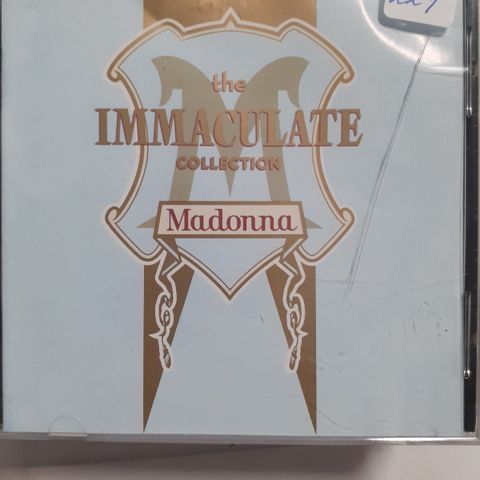 the
IMMACULATE
COLLECTION
Madonna